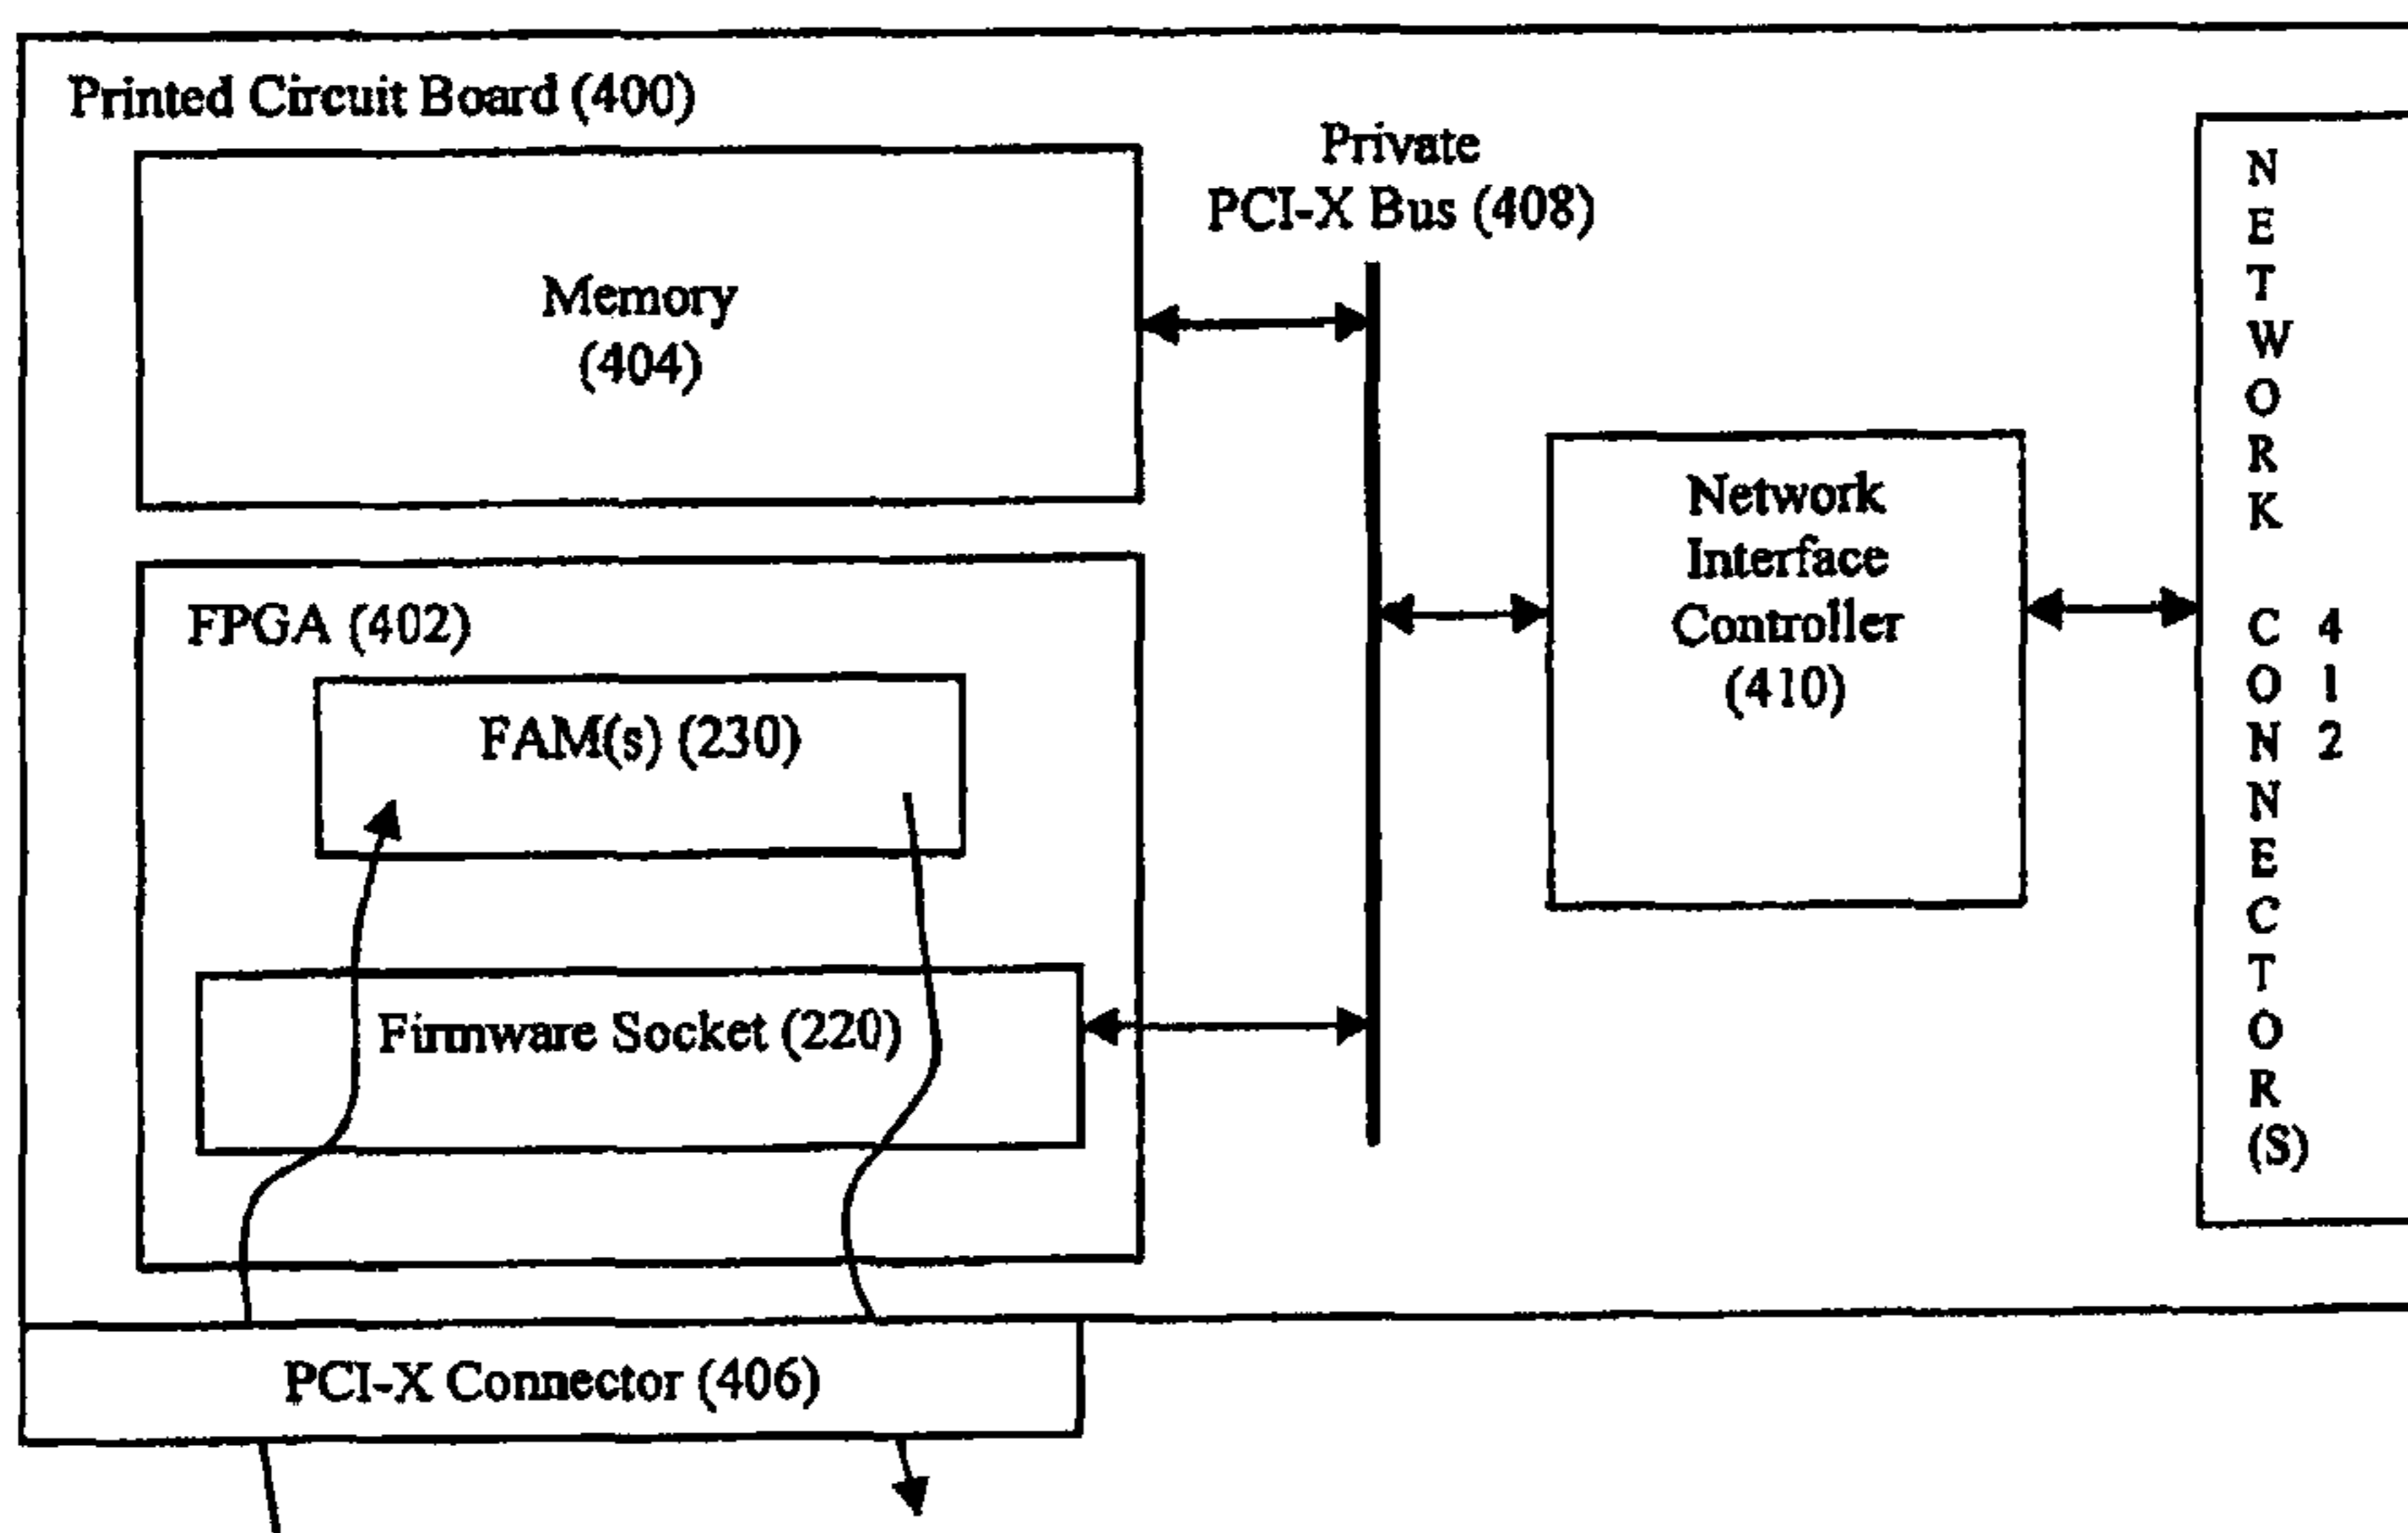 Printed Circuit Board (400)
Private
PCI-X Bus (408)
Memory
(404)
Network
Interface
Controller
(410)
NETWORK CONNECTOR(S)
412
FPGA (402)
FAM(s) (230)
Firmware Socket (220)
PCI-X Connector (406)